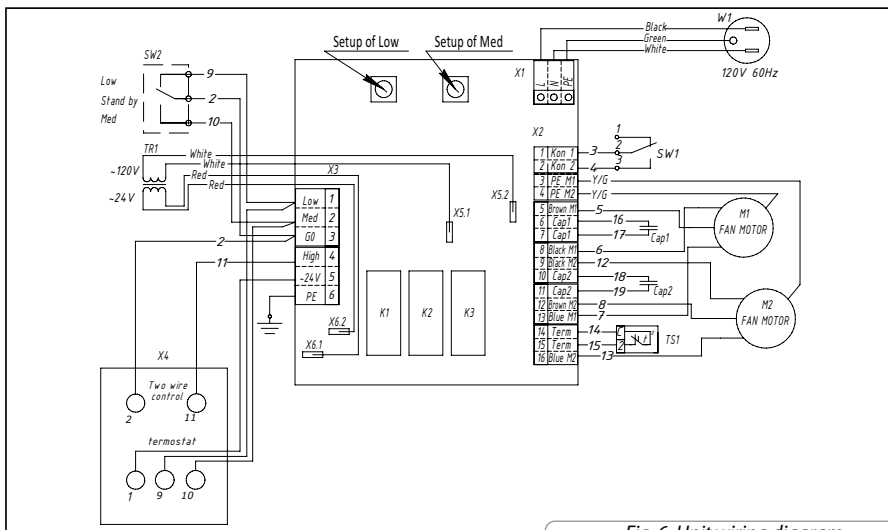 Setup of Low
Setup of Med
W1
Black
Green
White
120V 60Hz
SW2
Low
Stand by
Med
9
2
10
X1
L
N
PE
TR1
~120V
~24V
White
White
Red
Red
X3
Low 1
Med 2
GO 3
High 4
~24V 5
PE 6
2
11
X5.1
X5.2
X6.2
X6.1
K1
K2
K3
X2
1 Kon 1
2 Kon 2
3 PE M1
4 PE M2
5 Brown M1
6 Cap1
7 Cap1
8 Black M1
9 Black M2
10 Cap2
11 Cap2
12 Brown M2
13 Blue M1
14 Term
15 Term
16 Blue M2
3
4
1
2
3
SW1
Y/G
Y/G
5
16
17
Cap1
6
12
18
19
Cap2
8
7
14
15
13
2
TS1
M1
FAN MOTOR
M2
FAN MOTOR
X4
Two wire
control
2
11
termostat
1
9
10
Fig. 6. Unit wiring diagram